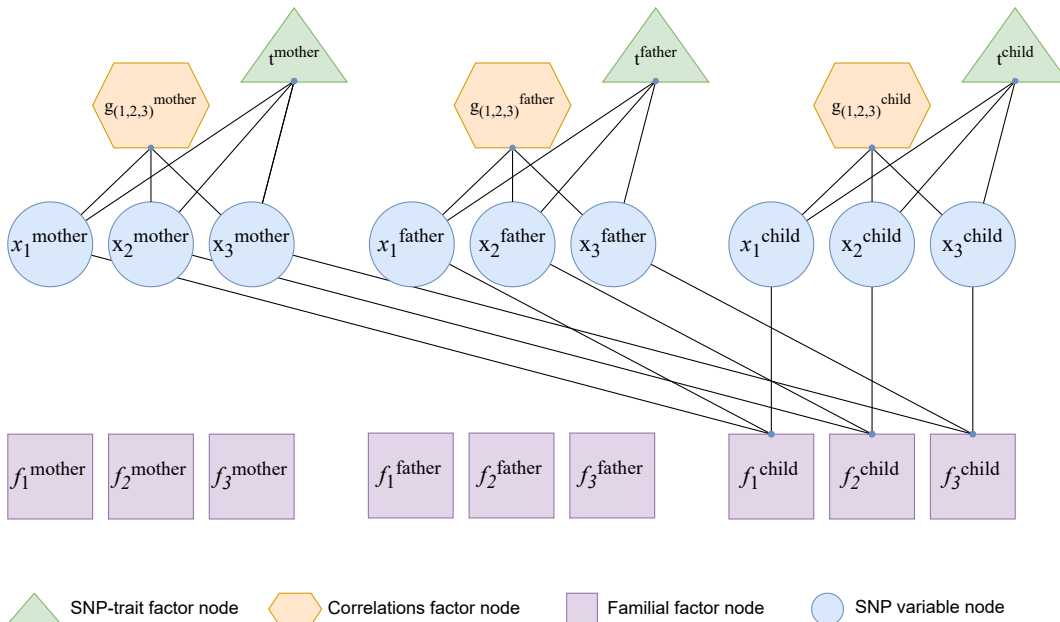 t^mother t^father t^child
g_(1,2,3)^mother g_(1,2,3)^father g_(1,2,3)^child
x_1^mother x_2^mother x_3^mother x_1^father x_2^father x_3^father x_1^child x_2^child x_3^child
f_1^mother f_2^mother f_3^mother f_1^father f_2^father f_3^father f_1^child f_2^child f_3^child
SNP-trait factor node Correlations factor node Familial factor node SNP variable node